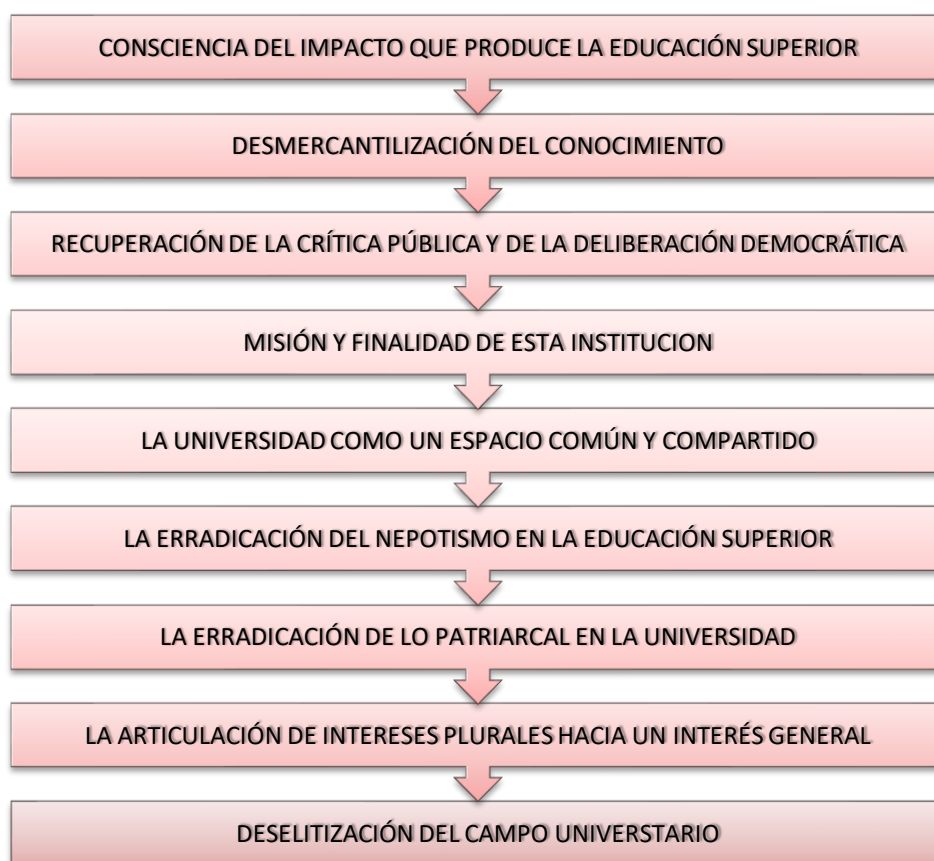 CONSCIENCIA DEL IMPACTO QUE PRODUCE LA EDUCACIÓN SUPERIOR
DESMERCANTILIZACIÓN DEL CONOCIMIENTO
RECUPERACIÓN DE LA CRÍTICA PÚBLICA Y DE LA DELIBERACIÓN DEMOCRÁTICA
MISIÓN Y FINALIDAD DE ESTA INSTITUCION
LA UNIVERSIDAD COMO UN ESPACIO COMÚN Y COMPARTIDO
LA ERRADICACIÓN DEL NEPOTISMO EN LA EDUCACIÓN SUPERIOR
LA ERRADICACIÓN DE LO PATRIARCAL EN LA UNIVERSIDAD
LA ARTICULACIÓN DE INTERESES PLURALES HACIA UN INTERÉS GENERAL
DESELITIZACIÓN DEL CAMPO UNIVERSTARIO